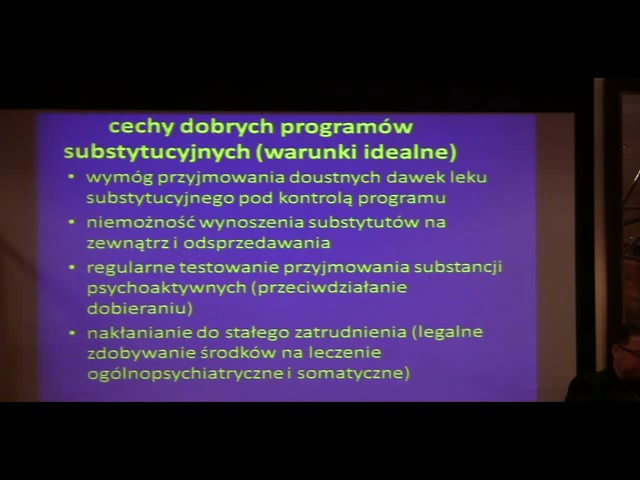 cechy dobrych programów
substytucyjnych (warunki idealne)
• wymóg przyjmowania doustnych dawek leku
substytucyjnego pod kontrolą programu
• niemożność wynoszenia substytutów na
zewnątrz i odsprzedawania
• regularne testowanie przyjmowania substancji
psychoaktywnych (przeciwdziałanie
dobieraniu)
• nakłanianie do stałego zatrudnienia (legalne
zdobywanie środków na leczenie
ogólnopsychiatryczne i somatyczne)